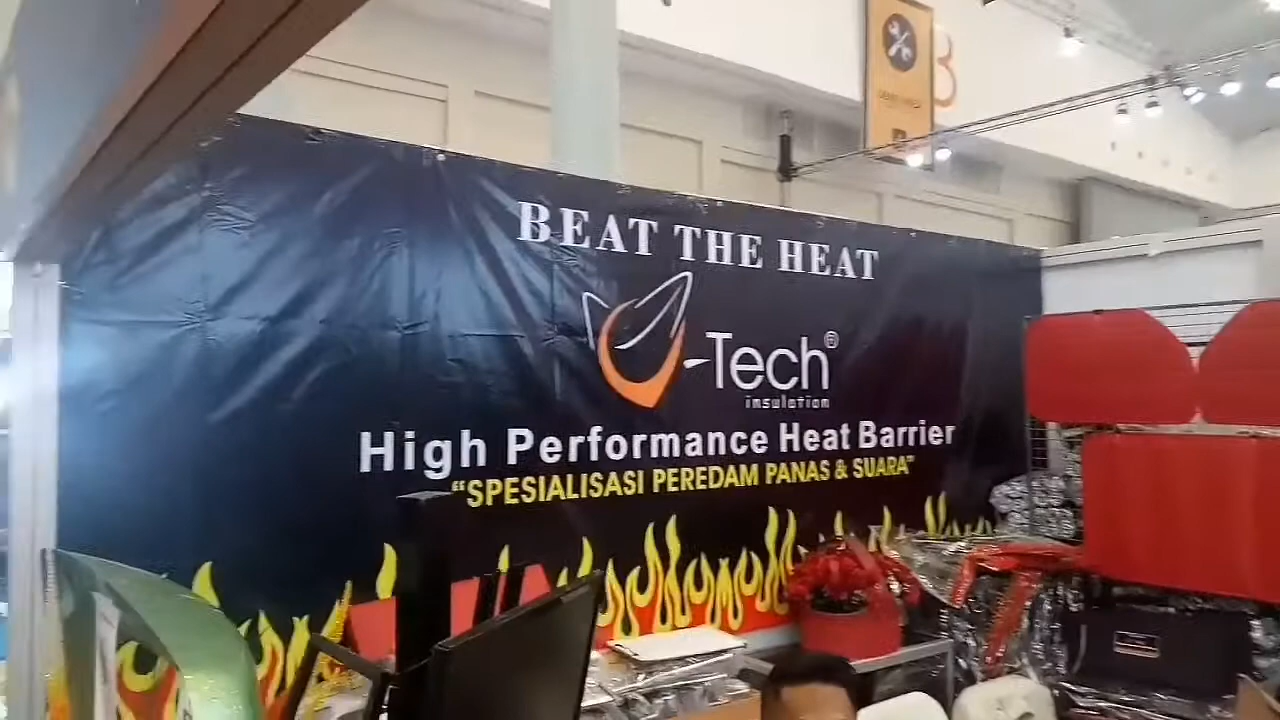 BEAT THE HEAT
-Tech®
insulation
High Performance Heat Barrier
"SPESIALISASI PEREDAM PANAS & SUARA"